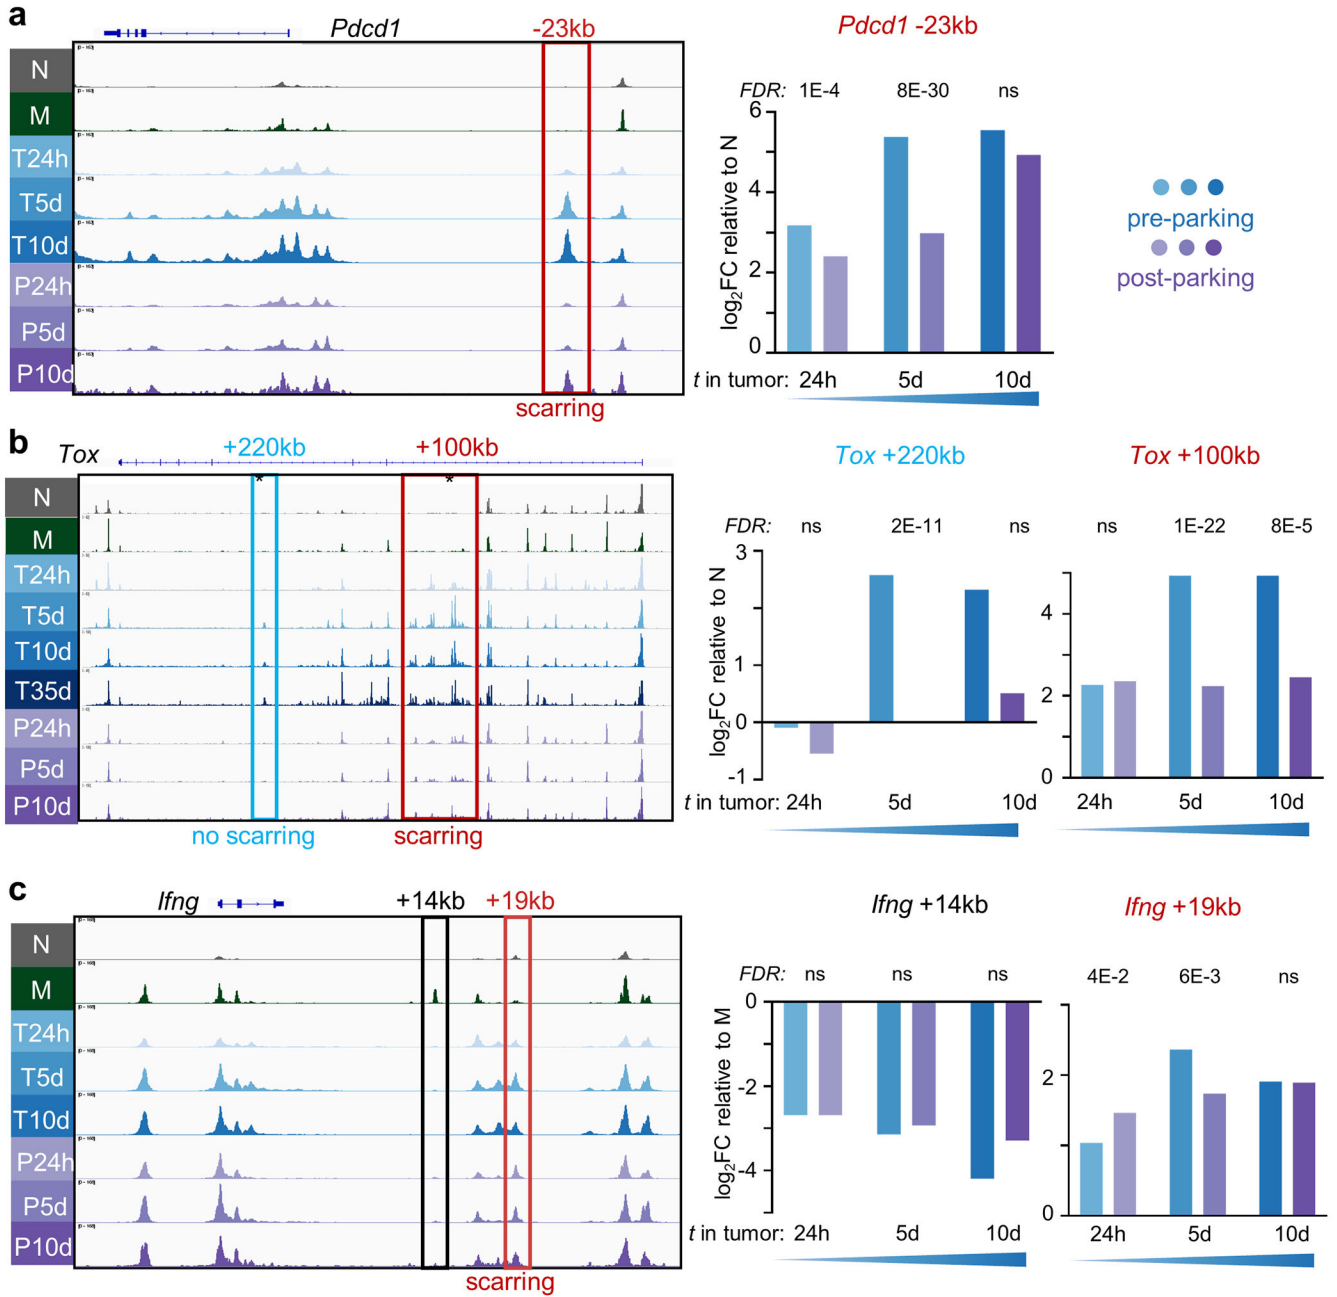 a
Pdcd1
-23kb
N
M
T24h
T5d
T10d
P24h
P5d
P10d
scarring
Pdcd1 -23kb
FDR: 1E-4 8E-30 ns
log2FC relative to N
6
4
2
0
t in tumor: 24h 5d 10d
pre-parking
post-parking
b
Tox
+220kb
+100kb
* *
N
M
T24h
T5d
T10d
T35d
P24h
P5d
P10d
no scarring
scarring
Tox +220kb
FDR: ns 2E-11 ns
log2FC relative to N
3
1
0
-1
t in tumor: 24h 5d 10d
Tox +100kb
ns 1E-22 8E-5
4
2
0
24h 5d 10d
c
Ifng
+14kb
+19kb
N
M
T24h
T5d
T10d
P24h
P5d
P10d
scarring
Ifng +14kb
FDR: ns ns ns
log2FC relative to M
0
-2
-4
t in tumor: 24h 5d 10d
Ifng +19kb
4E-2 6E-3 ns
2
0
24h 5d 10d